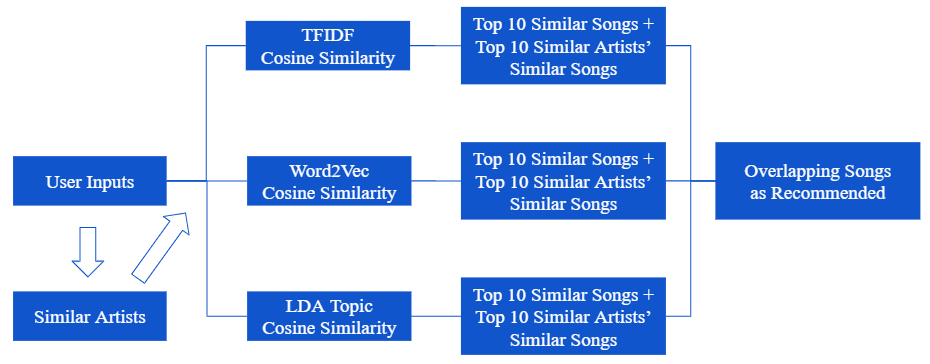 TFIDF
Cosine Similarity
Top 10 Similar Songs +
Top 10 Similar Artists’
Similar Songs
User Inputs
Word2Vec
Cosine Similarity
Top 10 Similar Songs +
Top 10 Similar Artists’
Similar Songs
Overlapping Songs
as Recommended
Similar Artists
LDA Topic
Cosine Similarity
Top 10 Similar Songs +
Top 10 Similar Artists’
Similar Songs